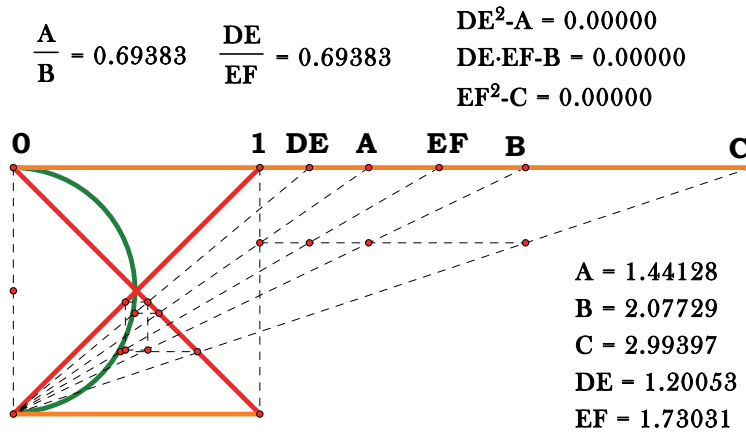 A/B = 0.69383
DE/EF = 0.69383
DE²-A = 0.00000
DE·EF-B = 0.00000
EF²-C = 0.00000
0 1 DE A EF B C
A = 1.44128
B = 2.07729
C = 2.99397
DE = 1.20053
EF = 1.73031